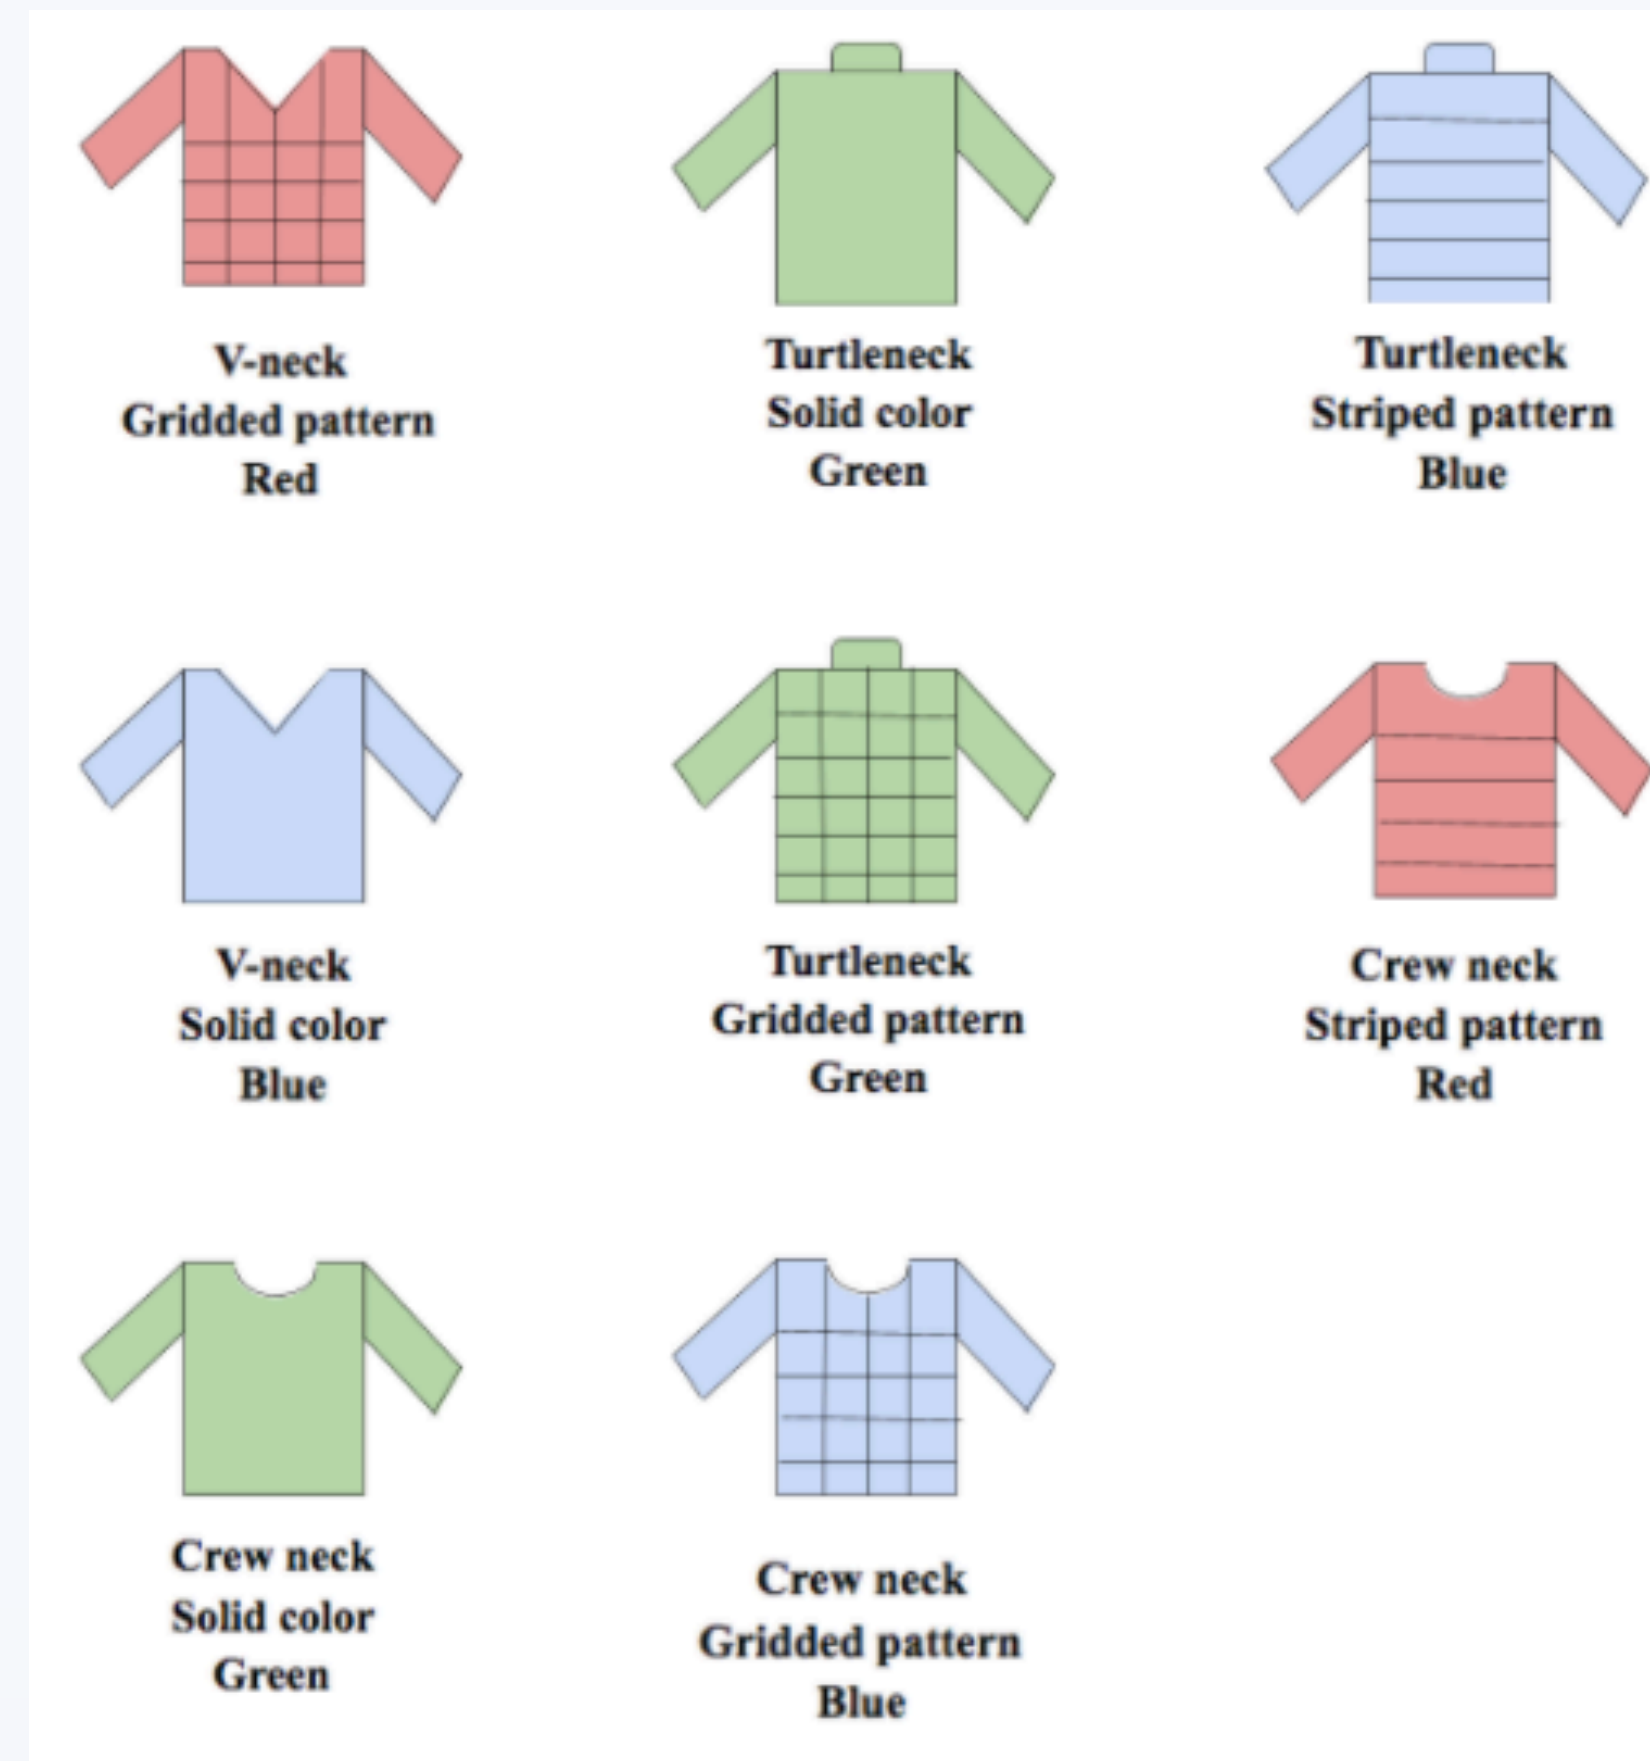 V-neck
Gridded pattern
Red
Turtleneck
Solid color
Green
Turtleneck
Striped pattern
Blue
V-neck
Solid color
Blue
Turtleneck
Gridded pattern
Green
Crew neck
Striped pattern
Red
Crew neck
Solid color
Green
Crew neck
Gridded pattern
Blue